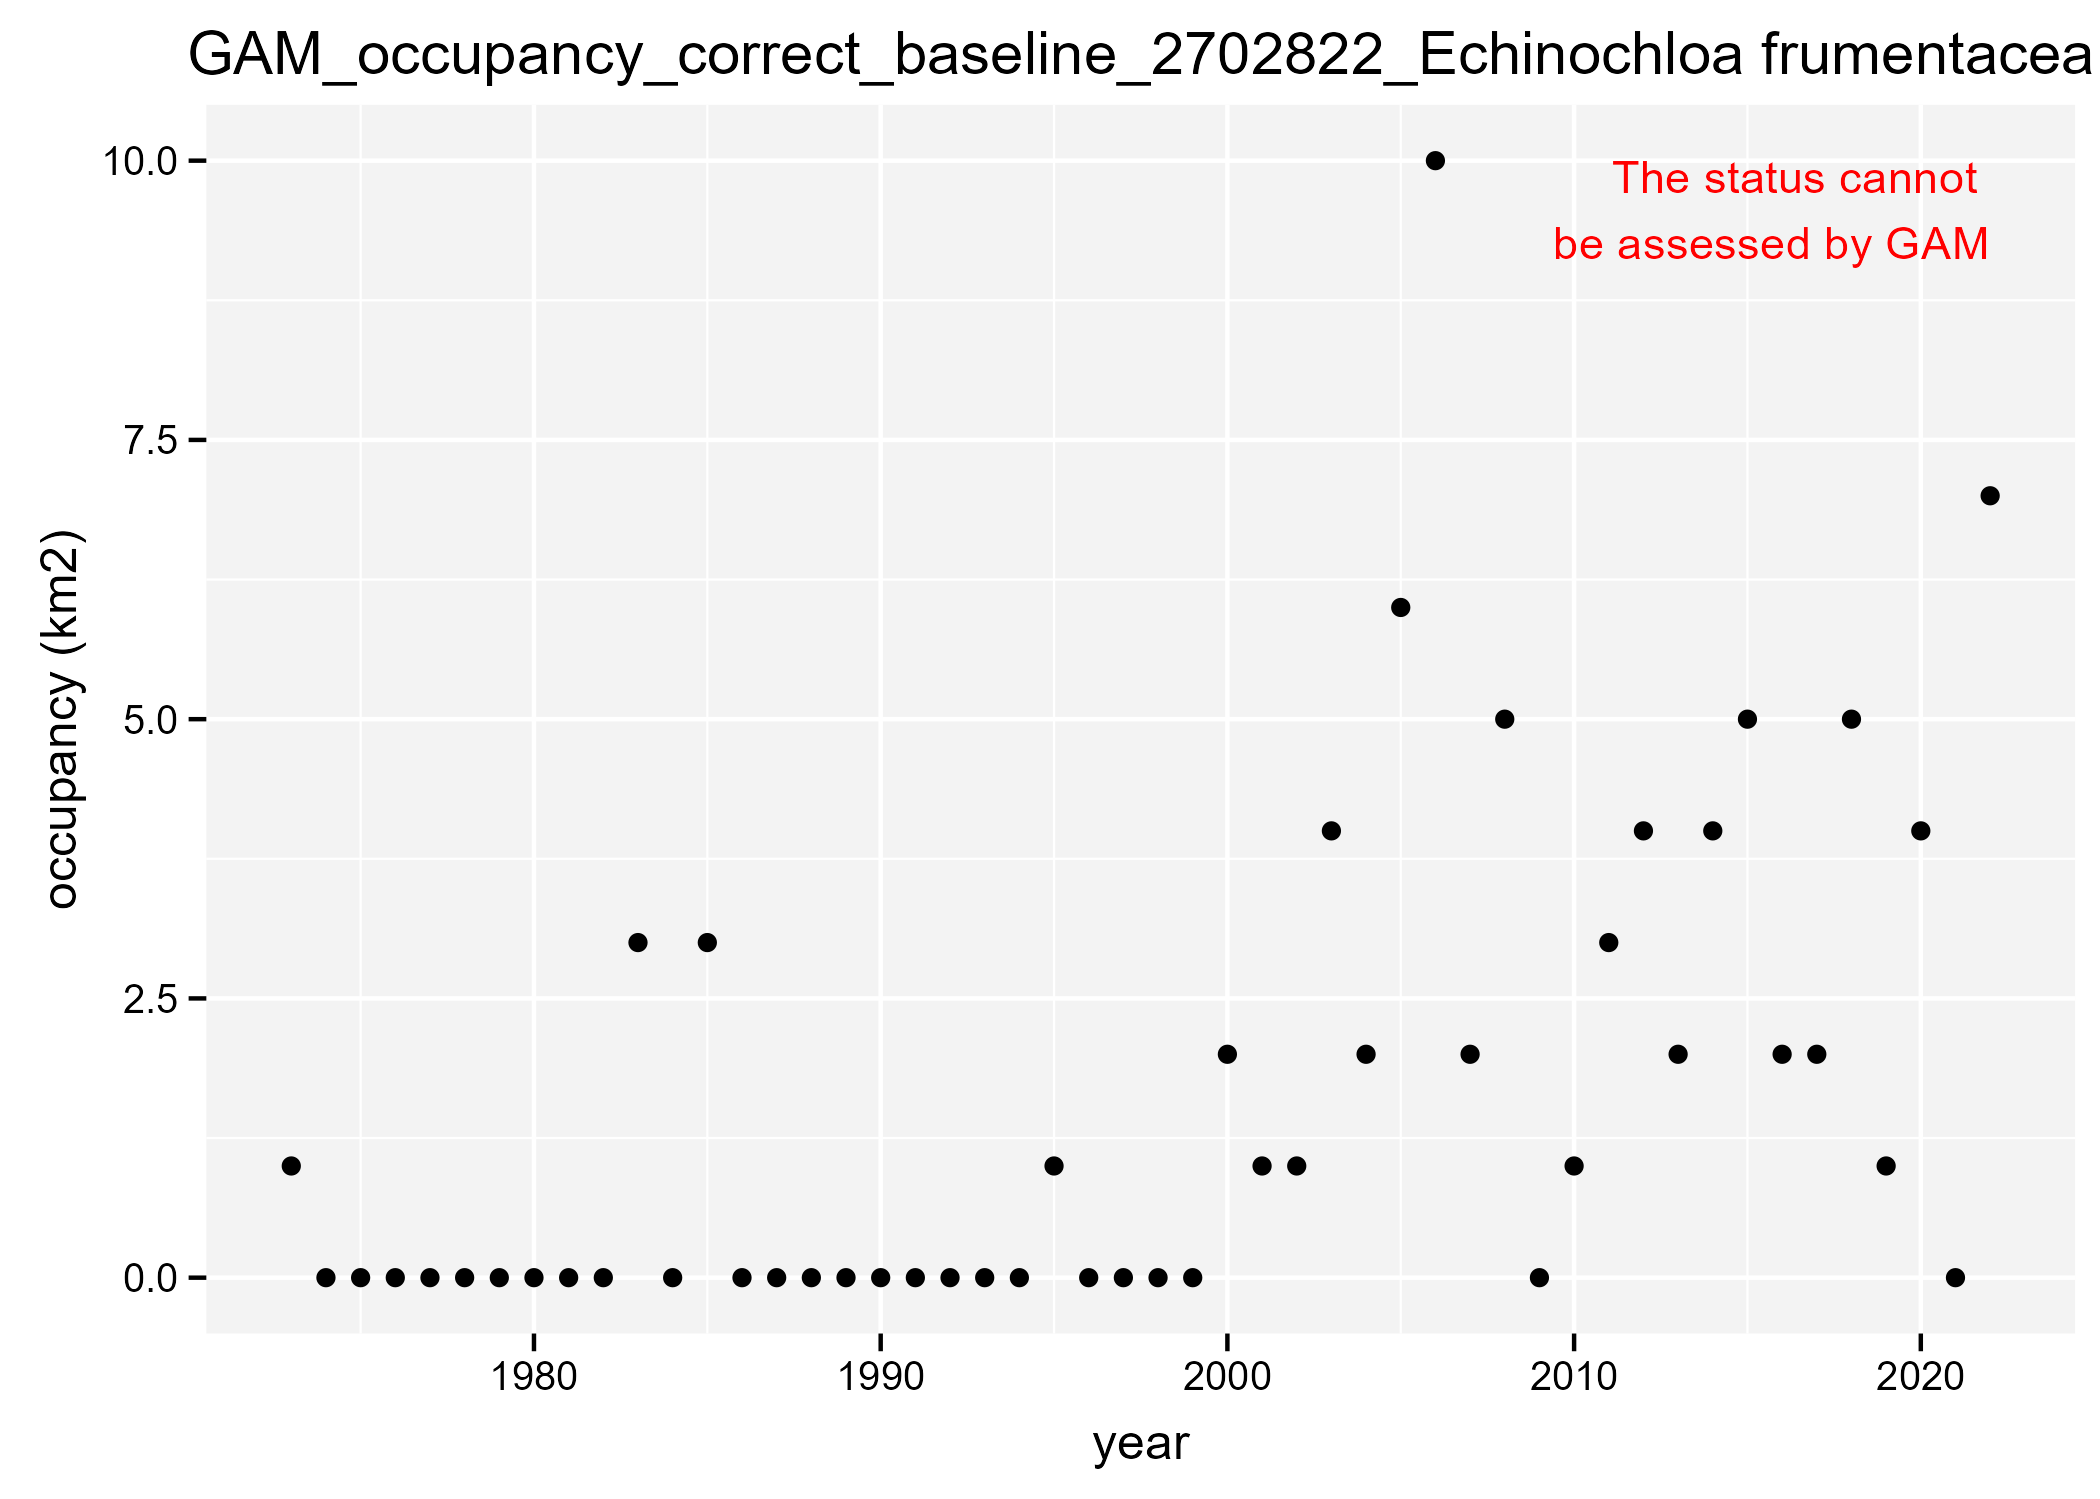 GAM_occupancy_correct_baseline_2702822_Echinochloa frumentacea
The status cannot
be assessed by GAM
occupancy (km2)
10.0
7.5
5.0
2.5
0.0
1980 1990 2000 2010 2020
year